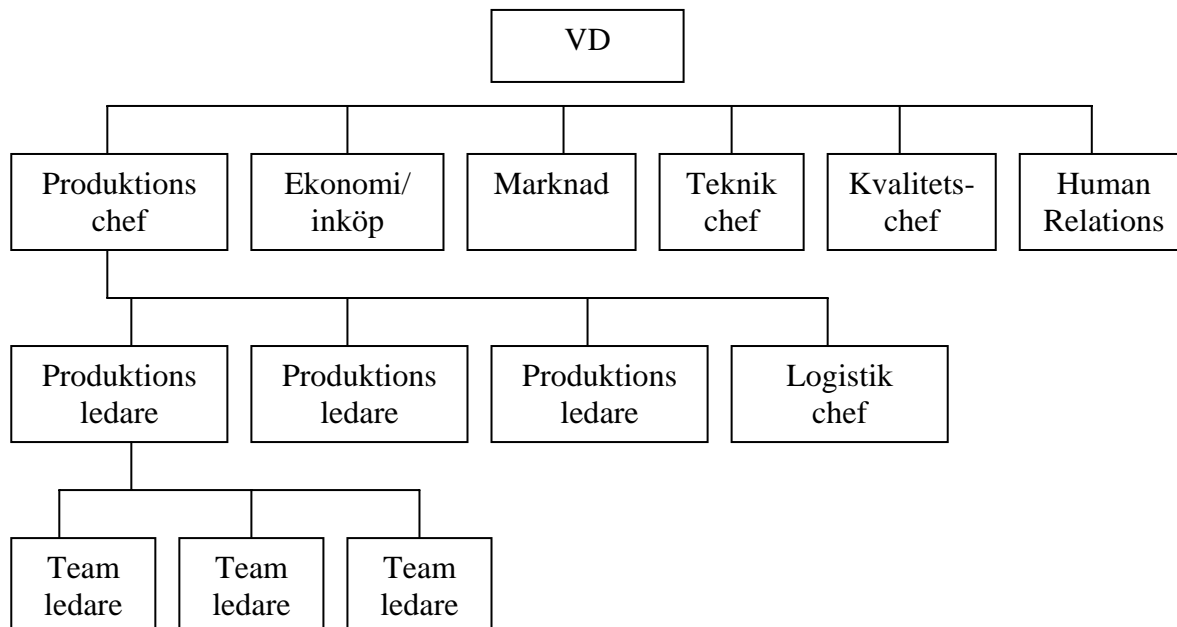 VD
Produktions
chef
Ekonomi/
inköp
Marknad
Teknik
chef
Kvalitets-
chef
Human
Relations
Produktions
ledare
Produktions
ledare
Produktions
ledare
Logistik
chef
Team
ledare
Team
ledare
Team
ledare